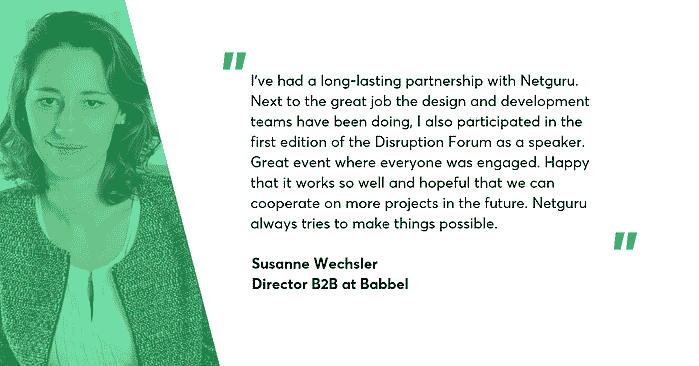 "
I've had a long-lasting partnership with Netguru.
Next to the great job the design and development
teams have been doing, I also participated in the
first edition of the Disruption Forum as a speaker.
Great event where everyone was engaged. Happy
that it works so well and hopeful that we can
cooperate on more projects in the future. Netguru
always tries to make things possible.
"
Susanne Wechsler
Director B2B at Babbel